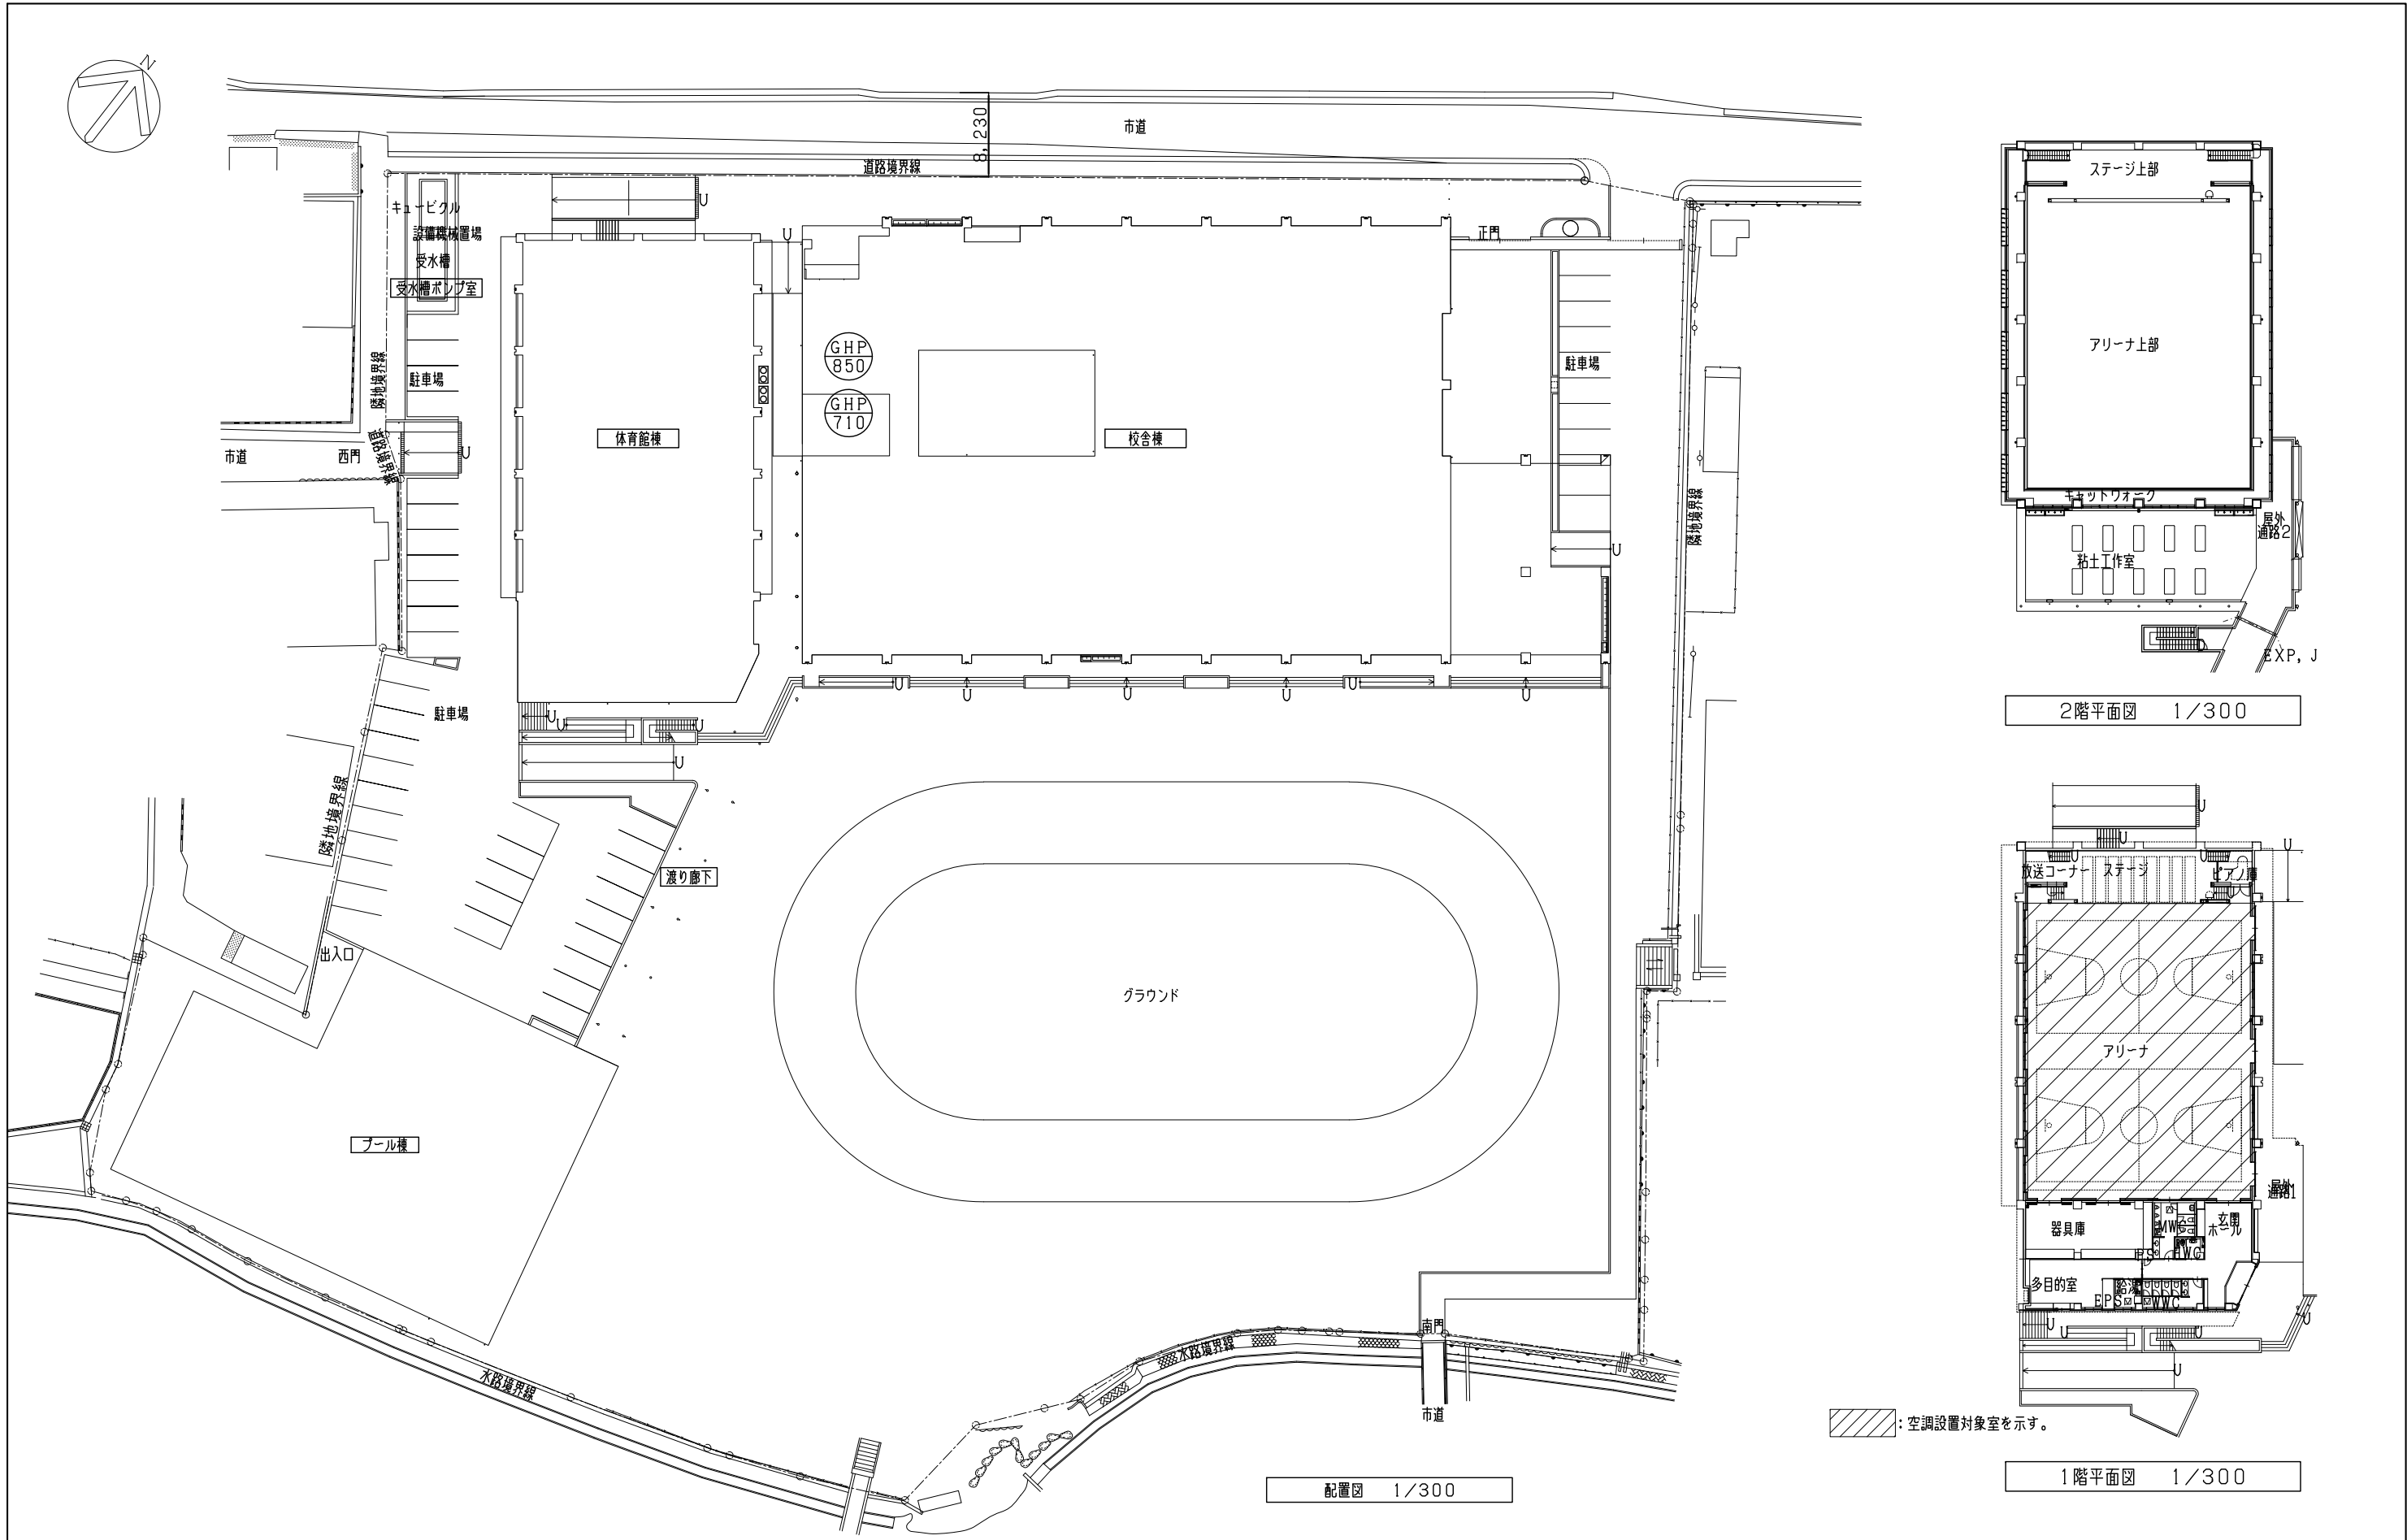 N
市道
8,230
道路境界線
キュービクル
設備機械置場
受水槽
受水槽ポンプ室
U
U
正門
隣地境界線
駐車場
GHP
850
GHP
710
駐車場
体育館棟
校舎棟
市道
西門
道路境界線
U
隣地境界線
U
駐車場
U
U
U
U
U
U
U
U
U
U
隣地境界線
渡り廊下
出入口
グラウンド
プール棟
南門
水路境界線
水路境界線
市道
配置図 1/300
ステージ上部
アリーナ上部
キャットウォーク
屋外
通路2
粘土工作室
EXP, J
2階平面図 1/300
U
U
U
U
U
放送コーナー
ステージ
ピアノ庫
アリーナ
屋外
通路1
器具庫
MWC
玄関
ホール
PS
HWC
多目的室
給湯
EPS
WWC
U
U
U
U
U
:空調設置対象室を示す。
1階平面図 1/300